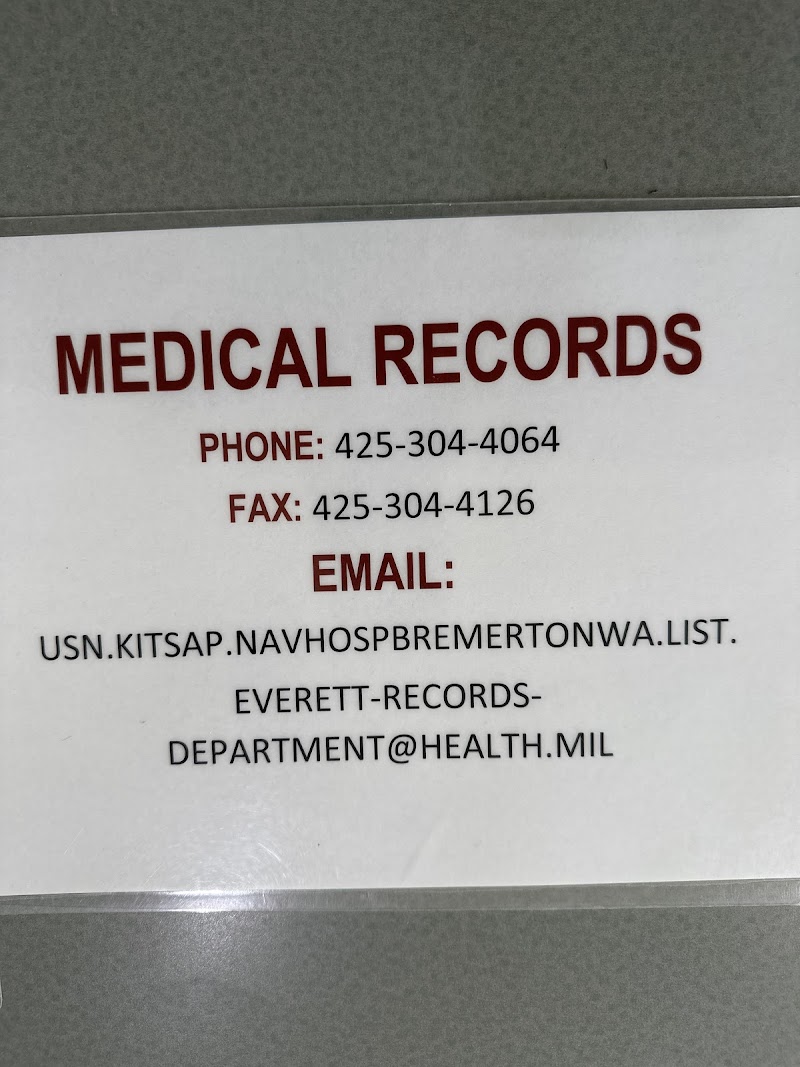 MEDICAL RECORDS
PHONE: 425-304-4064
FAX: 425-304-4126
EMAIL:
USN.KITSAP.NAVHOSPBREMERTONWA.LIST.
EVERETT-RECORDS-
DEPARTMENT@HEALTH.MIL